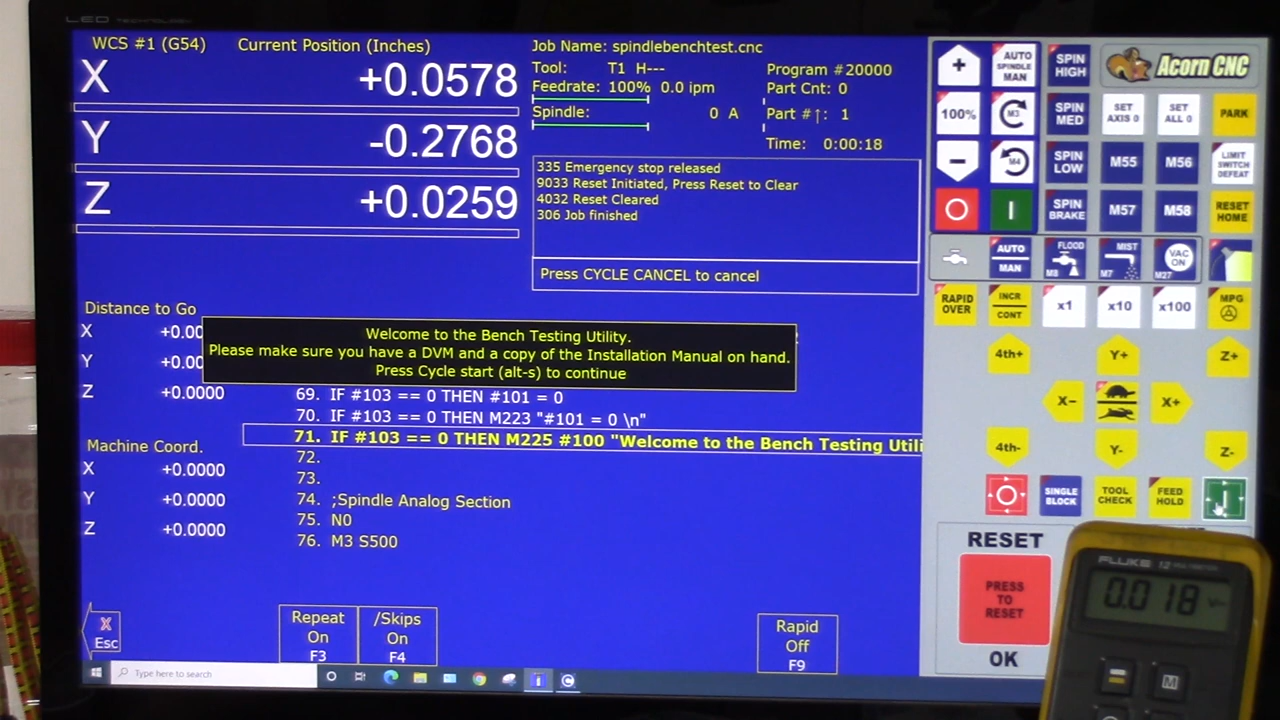 LED TECHNOLOGY
WCS #1 (G54)
Current Position (Inches)
X +0.0578
Y -0.2768
Z +0.0259
Job Name: spindlebenchtest.cnc
Tool: T1 H---
Feedrate: 100% 0.0 ipm
Spindle: 0 A
Program #20000
Part Cnt: 0
Part #↑: 1
Time: 0:00:18
335 Emergency stop released
9033 Reset Initiated, Press Reset to Clear
4032 Reset Cleared
306 Job finished
Press CYCLE CANCEL to cancel
Distance to Go
X +0.00
Y +0.00
Z +0.0000
Welcome to the Bench Testing Utility.
Please make sure you have a DVM and a copy of the Installation Manual on hand.
Press Cycle start (alt-s) to continue
69. IF #103 == 0 THEN #101 = 0
70. IF #103 == 0 THEN M223 "#101 = 0 \n"
71. IF #103 == 0 THEN M225 #100 "Welcome to the Bench Testing Utili
72.
73.
74. ;Spindle Analog Section
75. N0
76. M3 S500
Machine Coord.
X +0.0000
Y +0.0000
Z +0.0000
X
Esc
Repeat
On
F3
/Skips
On
F4
Rapid
Off
F9
Type here to search
+
AUTO
SPINDLE
MAN
SPIN
HIGH
Acorn CNC
100%
M3
SPIN
MED
SET
AXIS 0
SET
ALL 0
PARK
−
M4
SPIN
LOW
M55
M56
LIMIT
SWITCH
DEFEAT
SPIN
BRAKE
M57
M58
RESET
HOME
AUTO
MAN
FLOOD
M8
MIST
M7
VAC
ON
M27
RAPID
OVER
INCR
CONT
x1
x10
x100
MPG
4th+
Y+
Z+
X-
X+
4th-
Y-
Z-
SINGLE
BLOCK
TOOL
CHECK
FEED
HOLD
RESET
PRESS
TO
RESET
OK
FLUKE 12 MULTIMETER
0.018 V
M